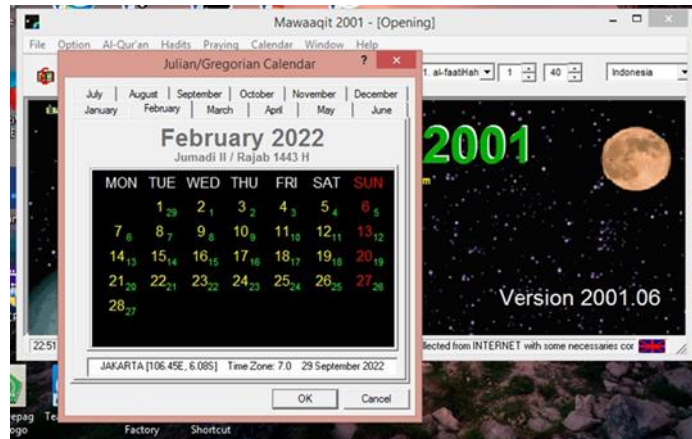 Mawaaqit 2001 - [Opening]
File Option Al-Qur'an Hadits Praying Calendar Window Help
Julian/Gregorian Calendar ? ×
1. al-faatiHah 1 40 Indonesia
July August September October November December
January February March April May June
February 2022
Jumadi II / Rajab 1443 H
2001
MON TUE WED THU FRI SAT SUN
1 29 2 1 3 2 4 3 5 4 6 5
7 6 8 7 9 8 10 9 11 10 12 11 13 12
14 13 15 14 16 15 17 16 18 17 19 18 20 19
21 20 22 21 23 22 24 23 25 24 26 25 27 26
28 27
Version 2001.06
22:51
llected from INTERNET with some necessaries cor
JAKARTA [106.45E, 6.08S] Time Zone: 7.0 29 September 2022
OK Cancel
epag
ogo
Factory Shortcut